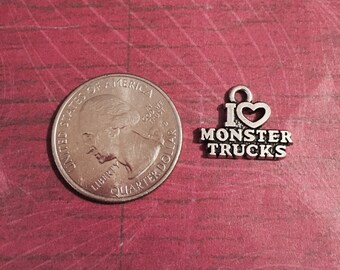 UNITED STATES OF AMERICA
LIBERTY
QUARTER DOLLAR
I
MONSTER
TRUCKS